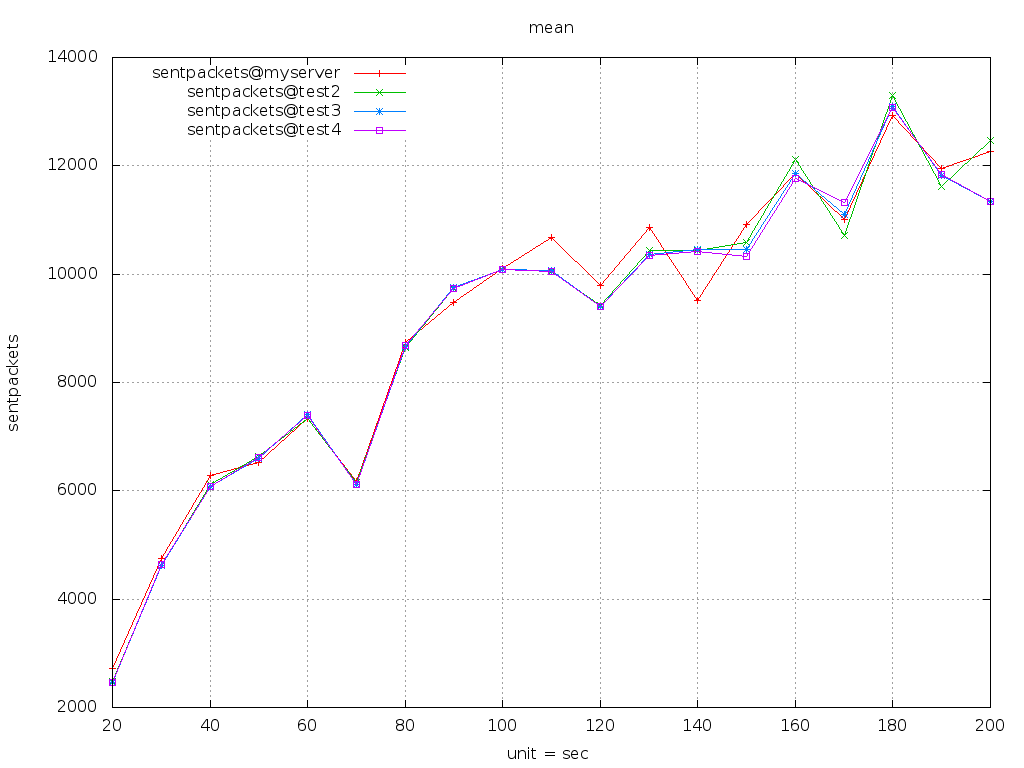 mean
14000
12000
10000
8000
6000
4000
2000
sentpackets
sentpackets@myserver
sentpackets@test2
sentpackets@test3
sentpackets@test4
20 40 60 80 100 120 140 160 180 200
unit = sec